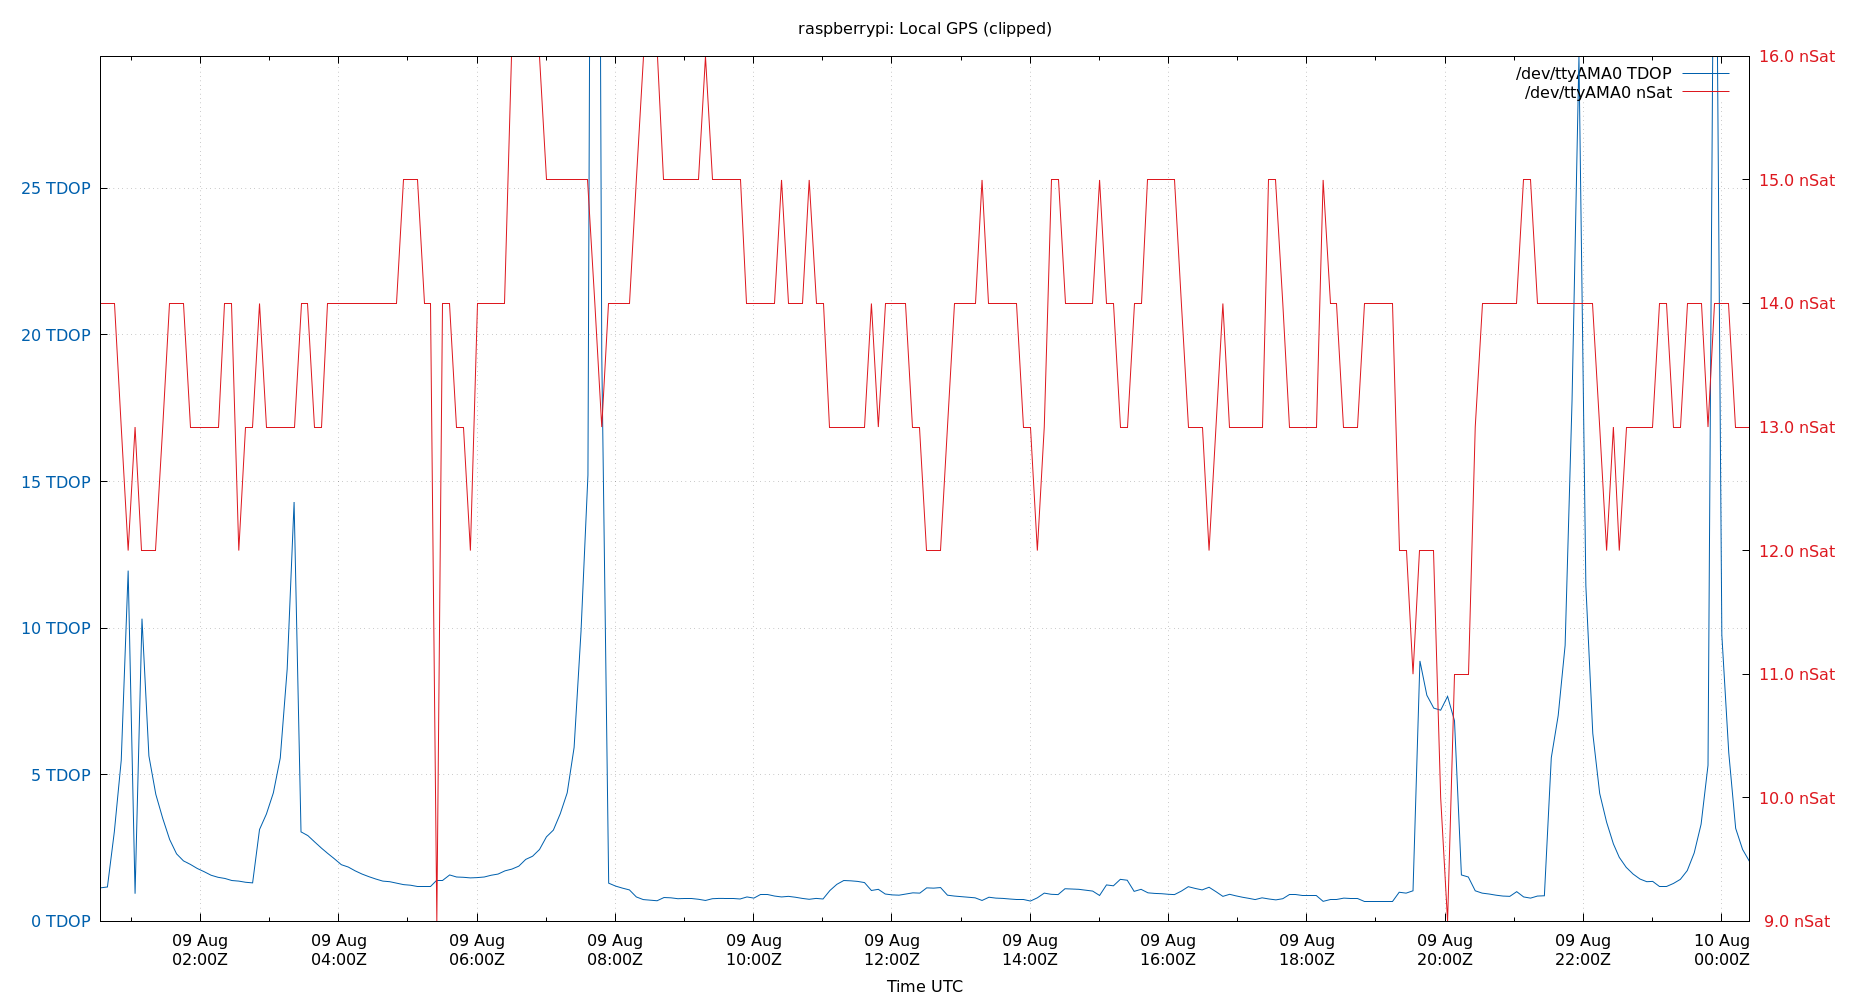 raspberrypi: Local GPS (clipped)
/dev/ttyAMA0 TDOP
/dev/ttyAMA0 nSat
25 TDOP
20 TDOP
15 TDOP
10 TDOP
5 TDOP
0 TDOP
16.0 nSat
15.0 nSat
14.0 nSat
13.0 nSat
12.0 nSat
11.0 nSat
10.0 nSat
9.0 nSat
09 Aug 09 Aug 09 Aug 09 Aug 09 Aug 09 Aug 09 Aug 09 Aug 09 Aug 09 Aug 09 Aug 10 Aug
02:00Z 04:00Z 06:00Z 08:00Z 10:00Z 12:00Z 14:00Z 16:00Z 18:00Z 20:00Z 22:00Z 00:00Z
Time UTC